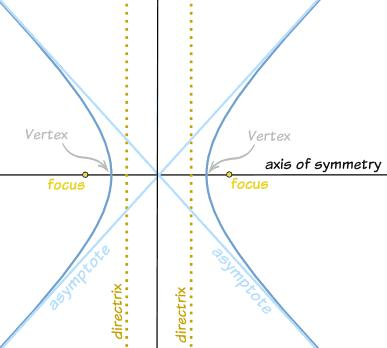 Vertex
Vertex
axis of symmetry
focus
focus
asymptote
asymptote
directrix
directrix